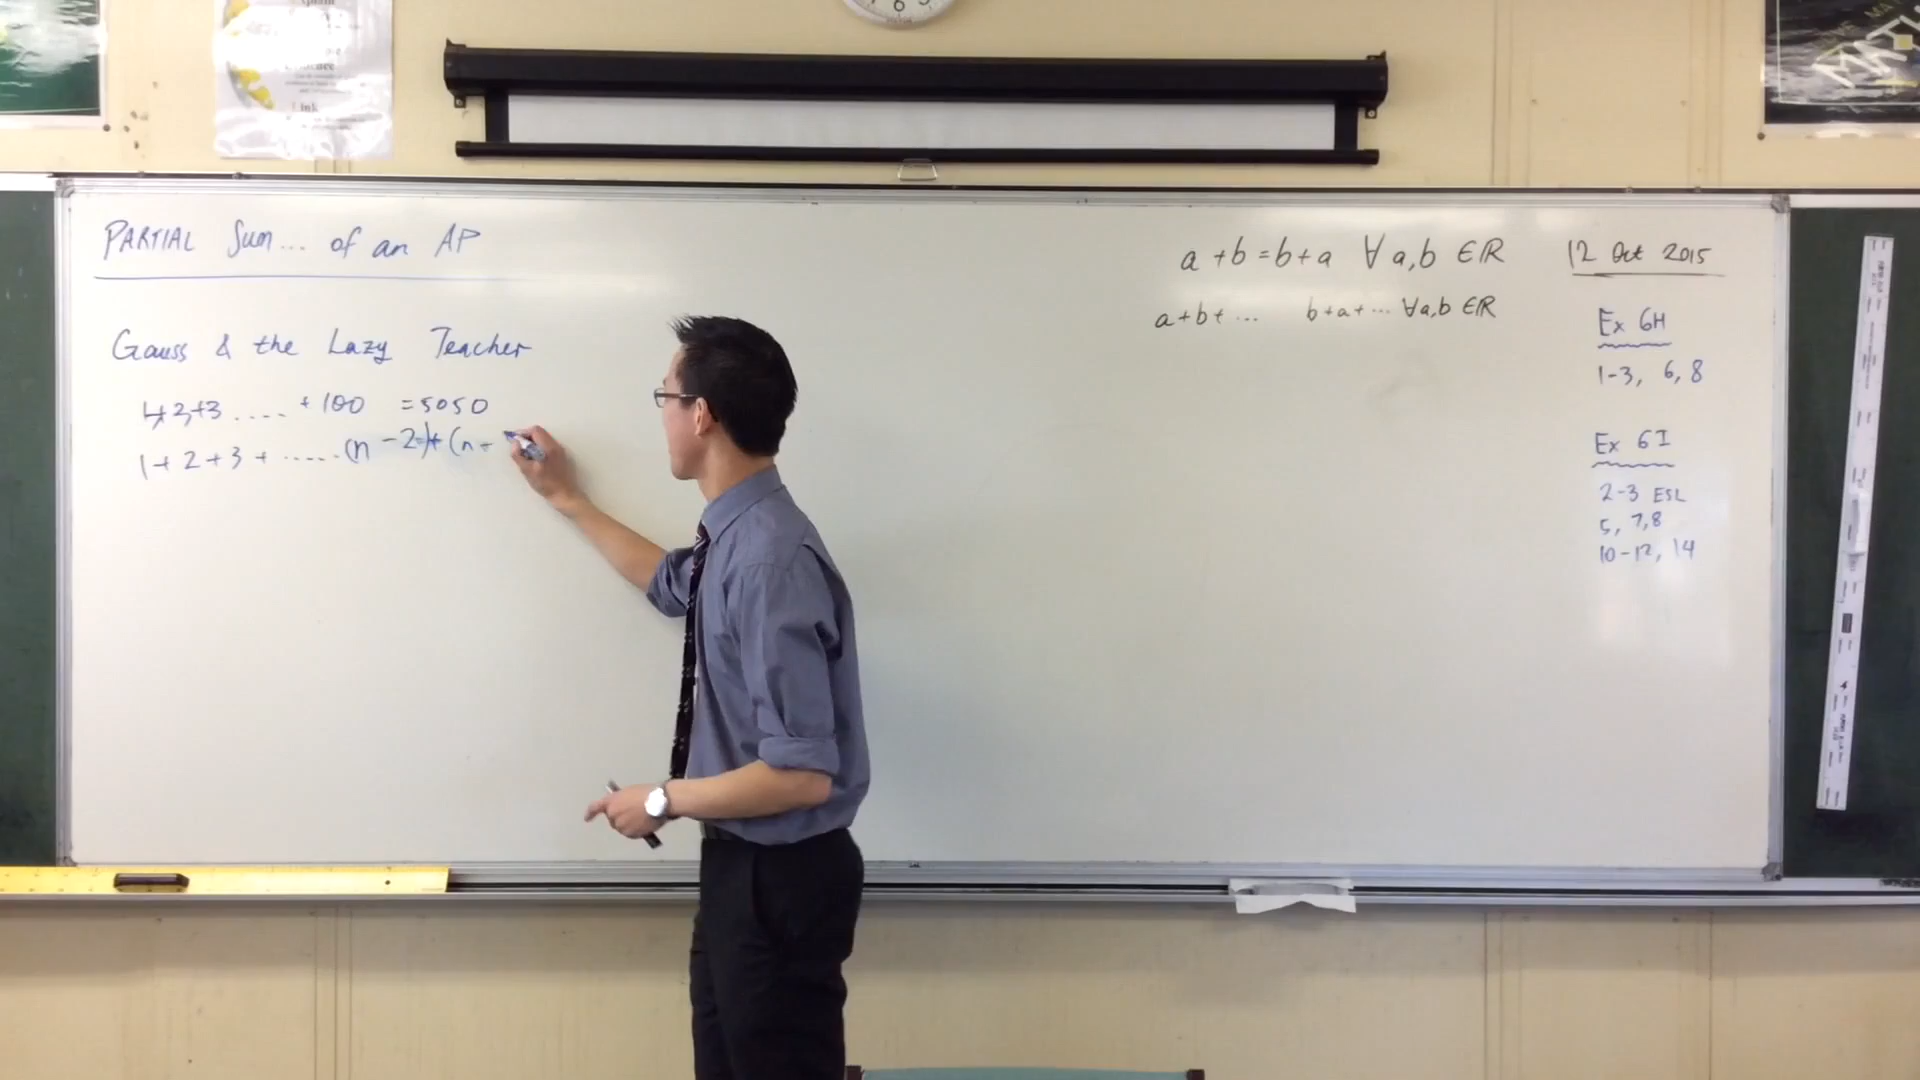 PARTIAL Sum... of an AP
Gauss & the Lazy Teacher
1+2+3 .... + 100 = 5050
1+ 2 + 3 + ...... (n - 2)+ (n -
a + b = b + a ∀ a,b ∈ ℝ
a + b + ... b + a + ... ∀ a,b ∈ ℝ
12 Oct 2015
Ex 6H
1-3, 6, 8
Ex 6I
2-3 ESL
5, 7, 8
10-12, 14
Link